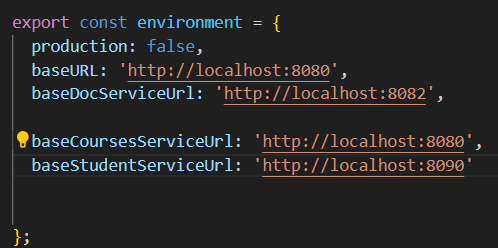 export const environment = {
production: false,
baseURL: 'http://localhost:8080',
baseDocServiceUrl: 'http://localhost:8082',
baseCoursesServiceUrl: 'http://localhost:8080',
baseStudentServiceUrl: 'http://localhost:8090'
};